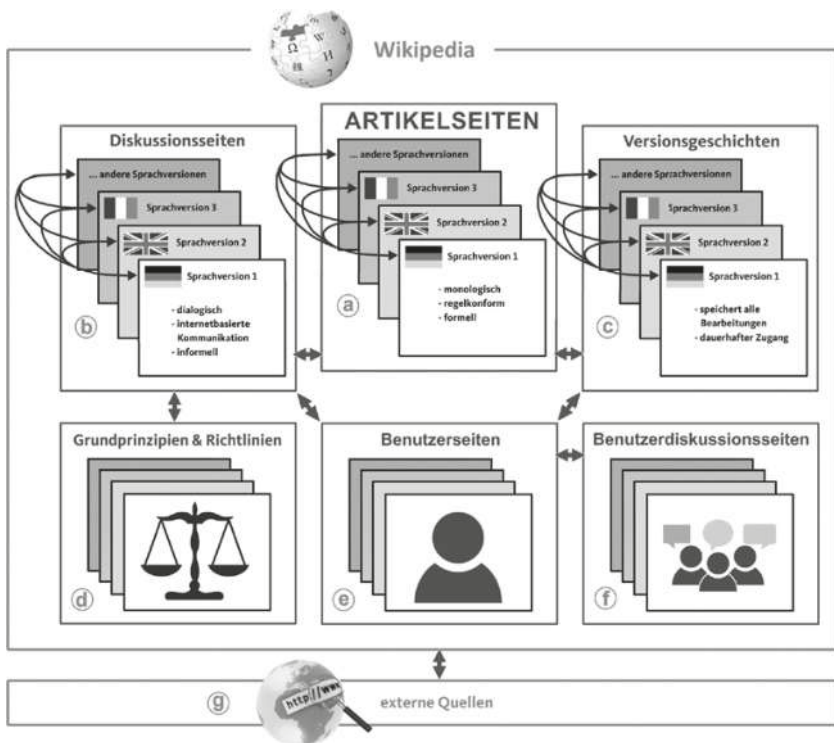 Wikipedia
Diskussionsseiten
... andere Sprachversionen
Sprachversion 3
Sprachversion 2
Sprachversion 1
- dialogisch
- internetbasierte
Kommunikation
- informell
b
ARTIKELSEITEN
... andere Sprachversionen
Sprachversion 3
Sprachversion 2
Sprachversion 1
- monologisch
- regelkonform
- formell
a
Versionsgeschichten
... andere Sprachversionen
Sprachversion 3
Sprachversion 2
Sprachversion 1
- speichert alle
Bearbeitungen
- dauerhafter Zugang
c
Grundprinzipien & Richtlinien
d
Benutzerseiten
e
Benutzerdiskussionsseiten
f
g
http://www
externe Quellen